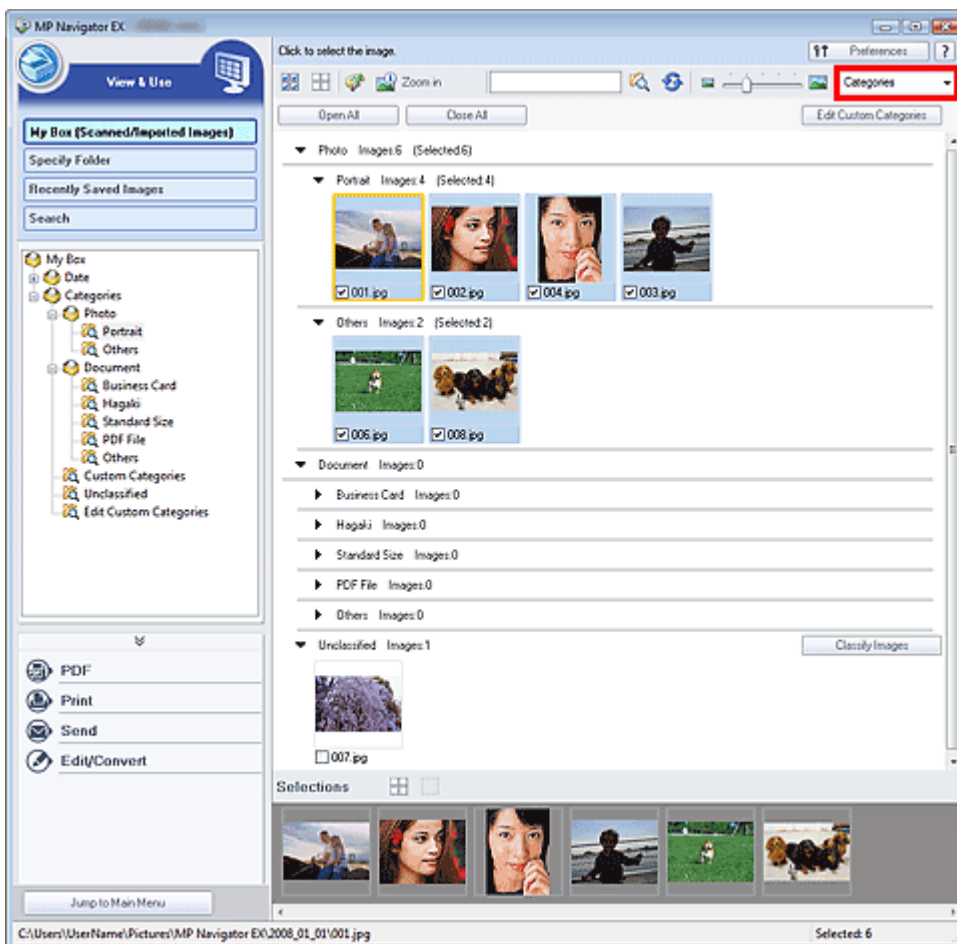 MP Navigator EX
View & Use
My Box (Scanned/Imported Images)
Specify Folder
Recently Saved Images
Search
My Box
Date
Categories
Photo
Portrait
Others
Document
Business Card
Hagaki
Standard Size
PDF File
Others
Custom Categories
Unclassified
Edit Custom Categories
PDF
Print
Send
Edit/Convert
Jump to Main Menu
Click to select the image.
Preferences ?
Zoom in
Categories
Open All Close All Edit Custom Categories
Photo Images:6 (Selected:6)
Portrait Images:4 (Selected:4)
001.jpg 002.jpg 004.jpg 003.jpg
Others Images:2 (Selected:2)
006.jpg 008.jpg
Document Images:0
Business Card Images:0
Hagaki Images:0
Standard Size Images:0
PDF File Images:0
Others Images:0
Unclassified Images:1 Classify Images
007.jpg
Selections
C:\Users\UserName\Pictures\MP Navigator EX\2008_01_01\001.jpg Selected: 6